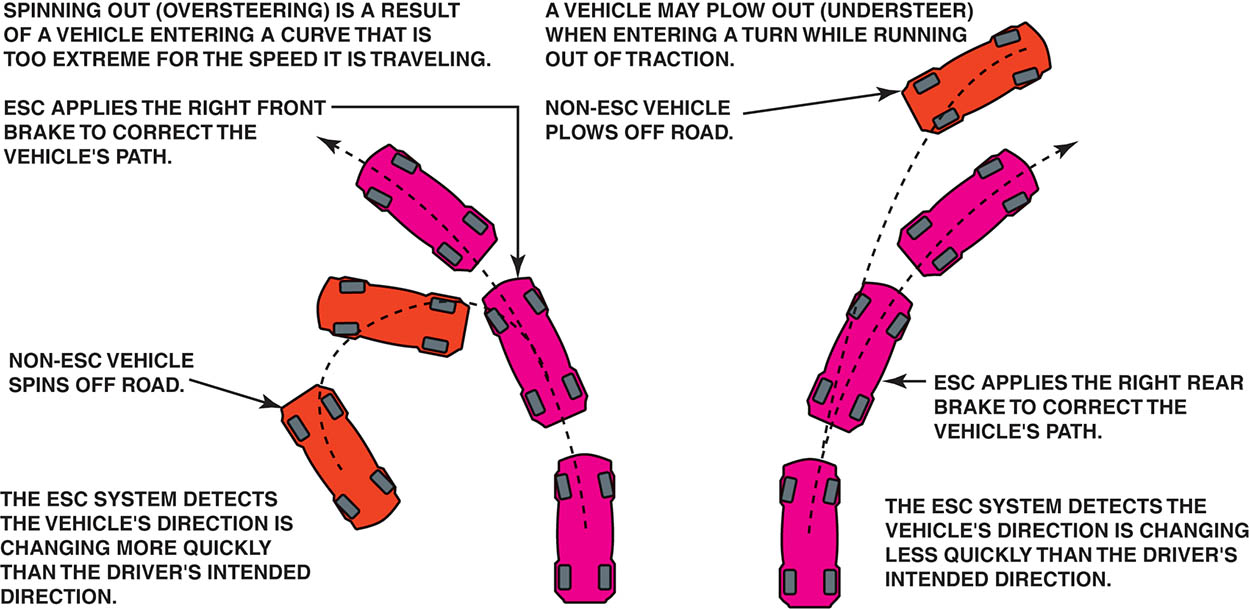 SPINNING OUT (OVERSTEERING) IS A RESULT
OF A VEHICLE ENTERING A CURVE THAT IS
TOO EXTREME FOR THE SPEED IT IS TRAVELING.
ESC APPLIES THE RIGHT FRONT
BRAKE TO CORRECT THE
VEHICLE'S PATH.
NON-ESC VEHICLE
SPINS OFF ROAD.
THE ESC SYSTEM DETECTS
THE VEHICLE'S DIRECTION IS
CHANGING MORE QUICKLY
THAN THE DRIVER'S INTENDED
DIRECTION.
A VEHICLE MAY PLOW OUT (UNDERSTEER)
WHEN ENTERING A TURN WHILE RUNNING
OUT OF TRACTION.
NON-ESC VEHICLE
PLOWS OFF ROAD.
ESC APPLIES THE RIGHT REAR
BRAKE TO CORRECT THE
VEHICLE'S PATH.
THE ESC SYSTEM DETECTS THE
VEHICLE'S DIRECTION IS CHANGING
LESS QUICKLY THAN THE DRIVER'S
INTENDED DIRECTION.